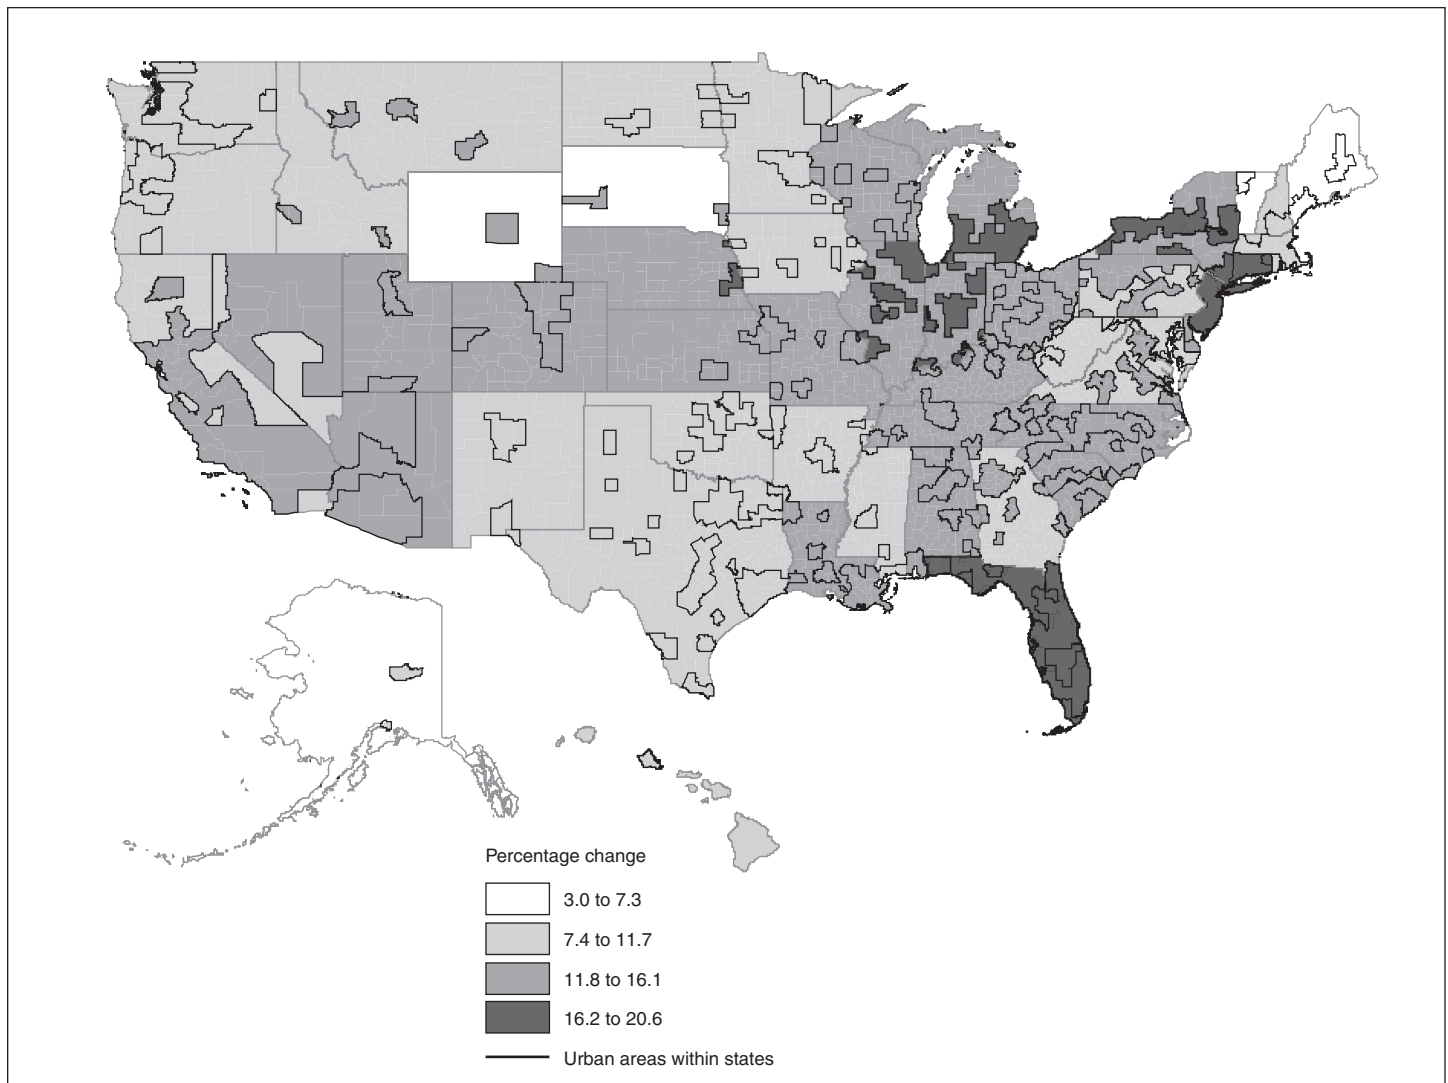 Percentage change
3.0 to 7.3
7.4 to 11.7
11.8 to 16.1
16.2 to 20.6
Urban areas within states